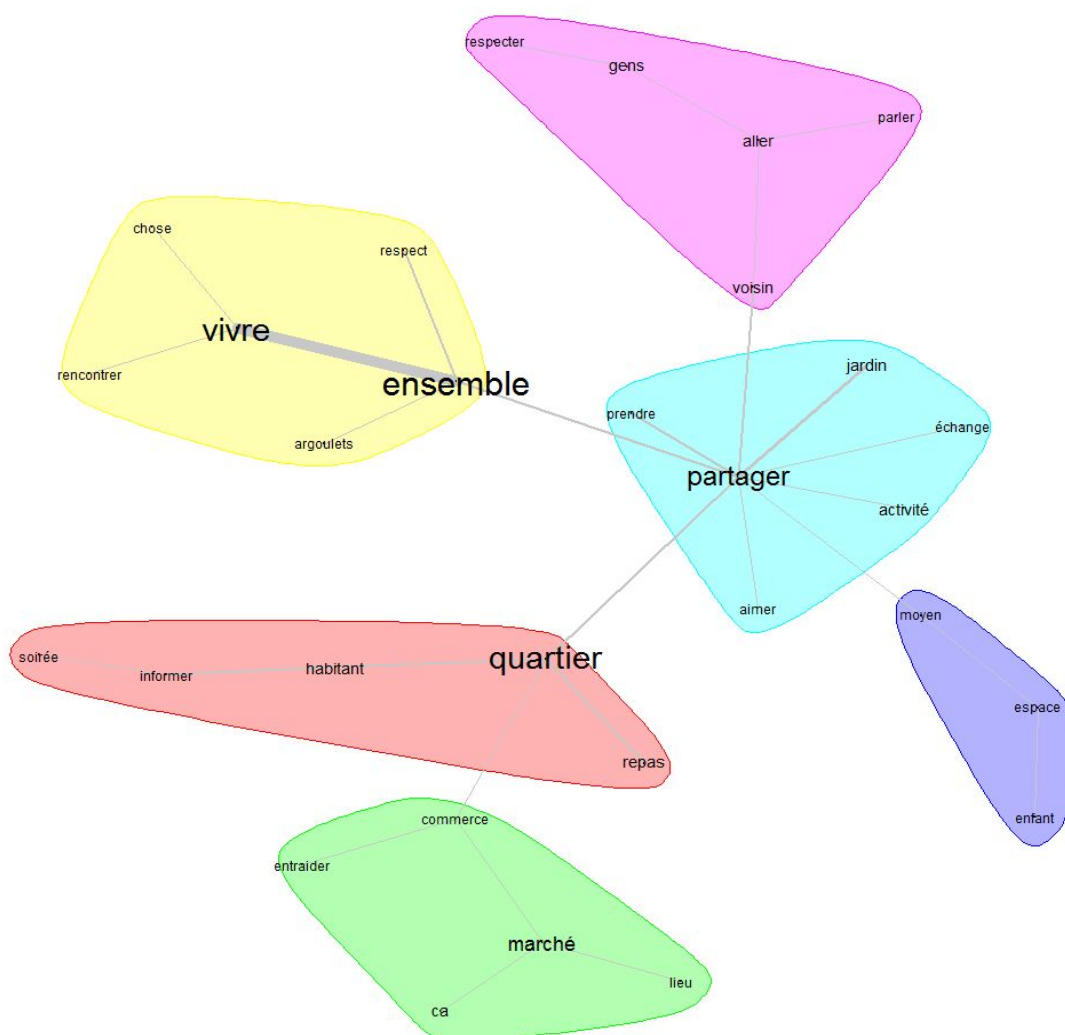 respecter
gens
parler
aller
chose
respect
voisin
vivre
jardin
rencontrer
ensemble
prendre
échange
argoulets
partager
activité
aimer
moyen
soirée
informer
habitant
quartier
espace
repas
commerce
enfant
entraider
marché
lieu
ca